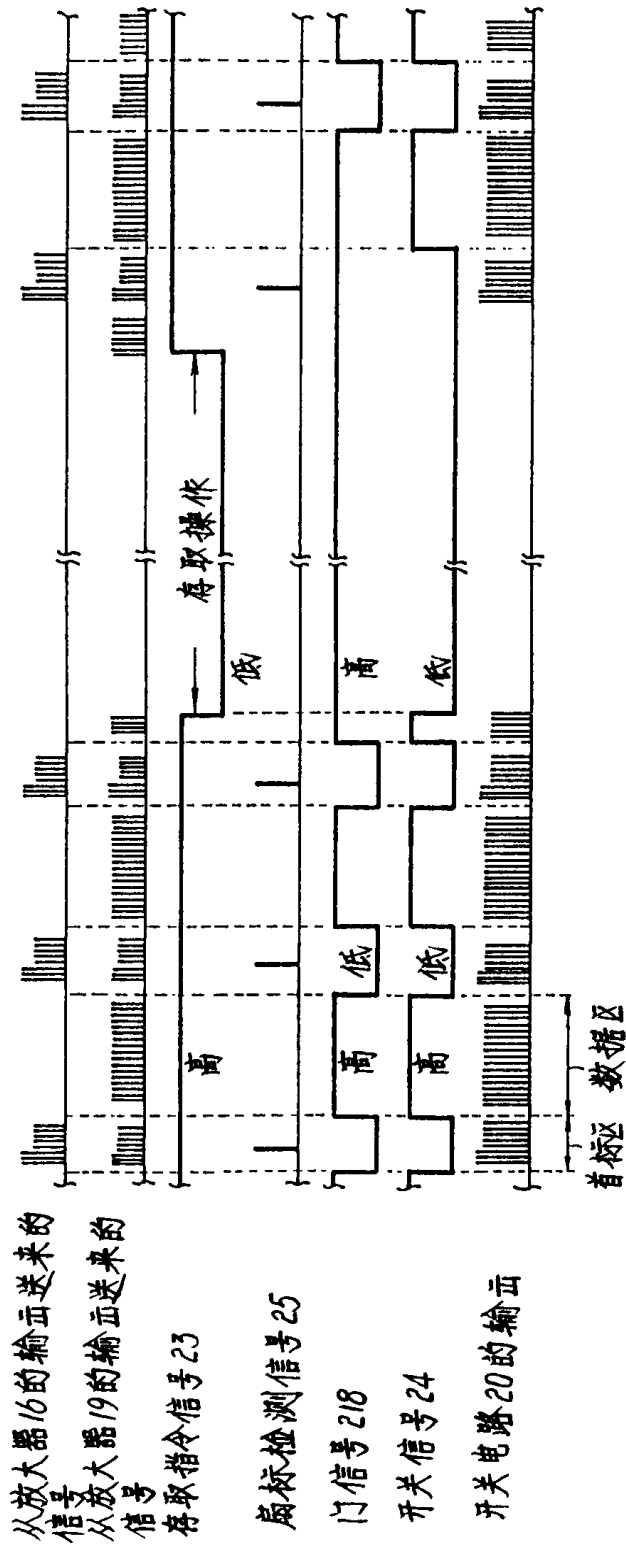 从放大器16的输出送来的
信号
从放大器19的输出送来的
信号
存取指令信号23
扇标检测信号25
门信号218
开关信号24
开关电路20的输出
高
存取操作
低
高
低
高
高
低
低
首标区
数据区